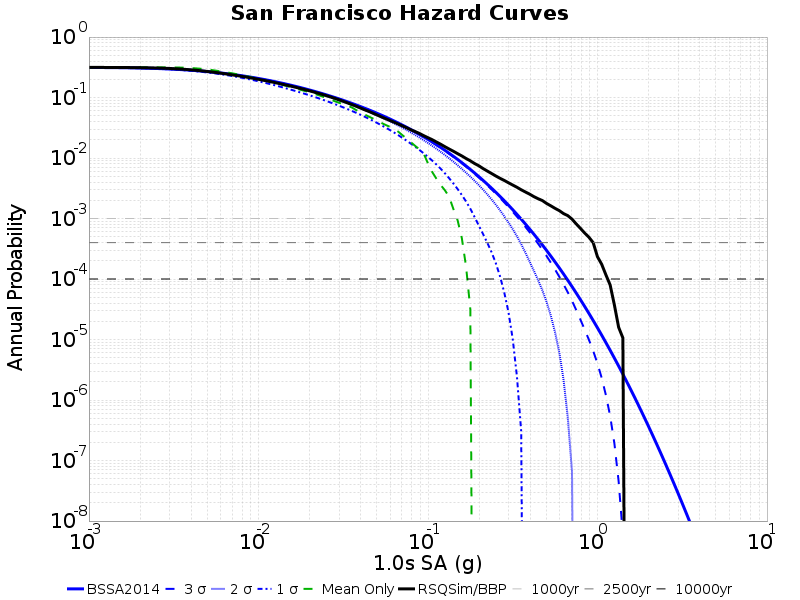 San Francisco Hazard Curves
10^0
10^-1
10^-2
10^-3
10^-4
10^-5
10^-6
10^-7
10^-8
Annual Probability
10^-3 10^-2 10^-1 10^0 10^1
1.0s SA (g)
BSSA2014 3 σ 2 σ 1 σ Mean Only RSQSim/BBP 1000yr 2500yr 10000yr